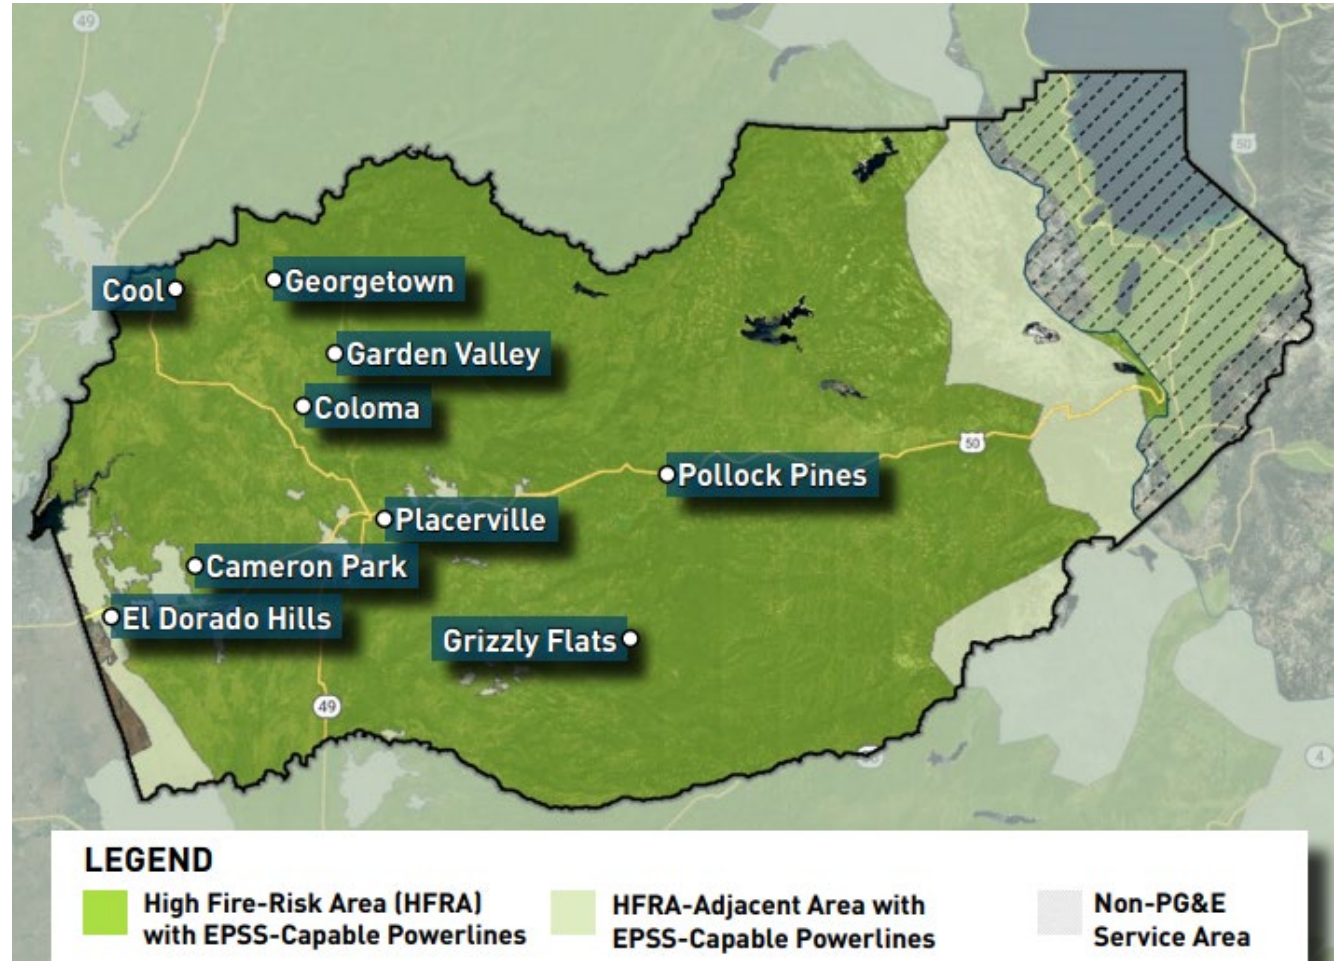 49
50
Cool
Georgetown
Garden Valley
Coloma
50
Pollock Pines
Placerville
Cameron Park
El Dorado Hills
Grizzly Flats
49
4
LEGEND
High Fire-Risk Area (HFRA)
with EPSS-Capable Powerlines
HFRA-Adjacent Area with
EPSS-Capable Powerlines
Non-PG&E
Service Area